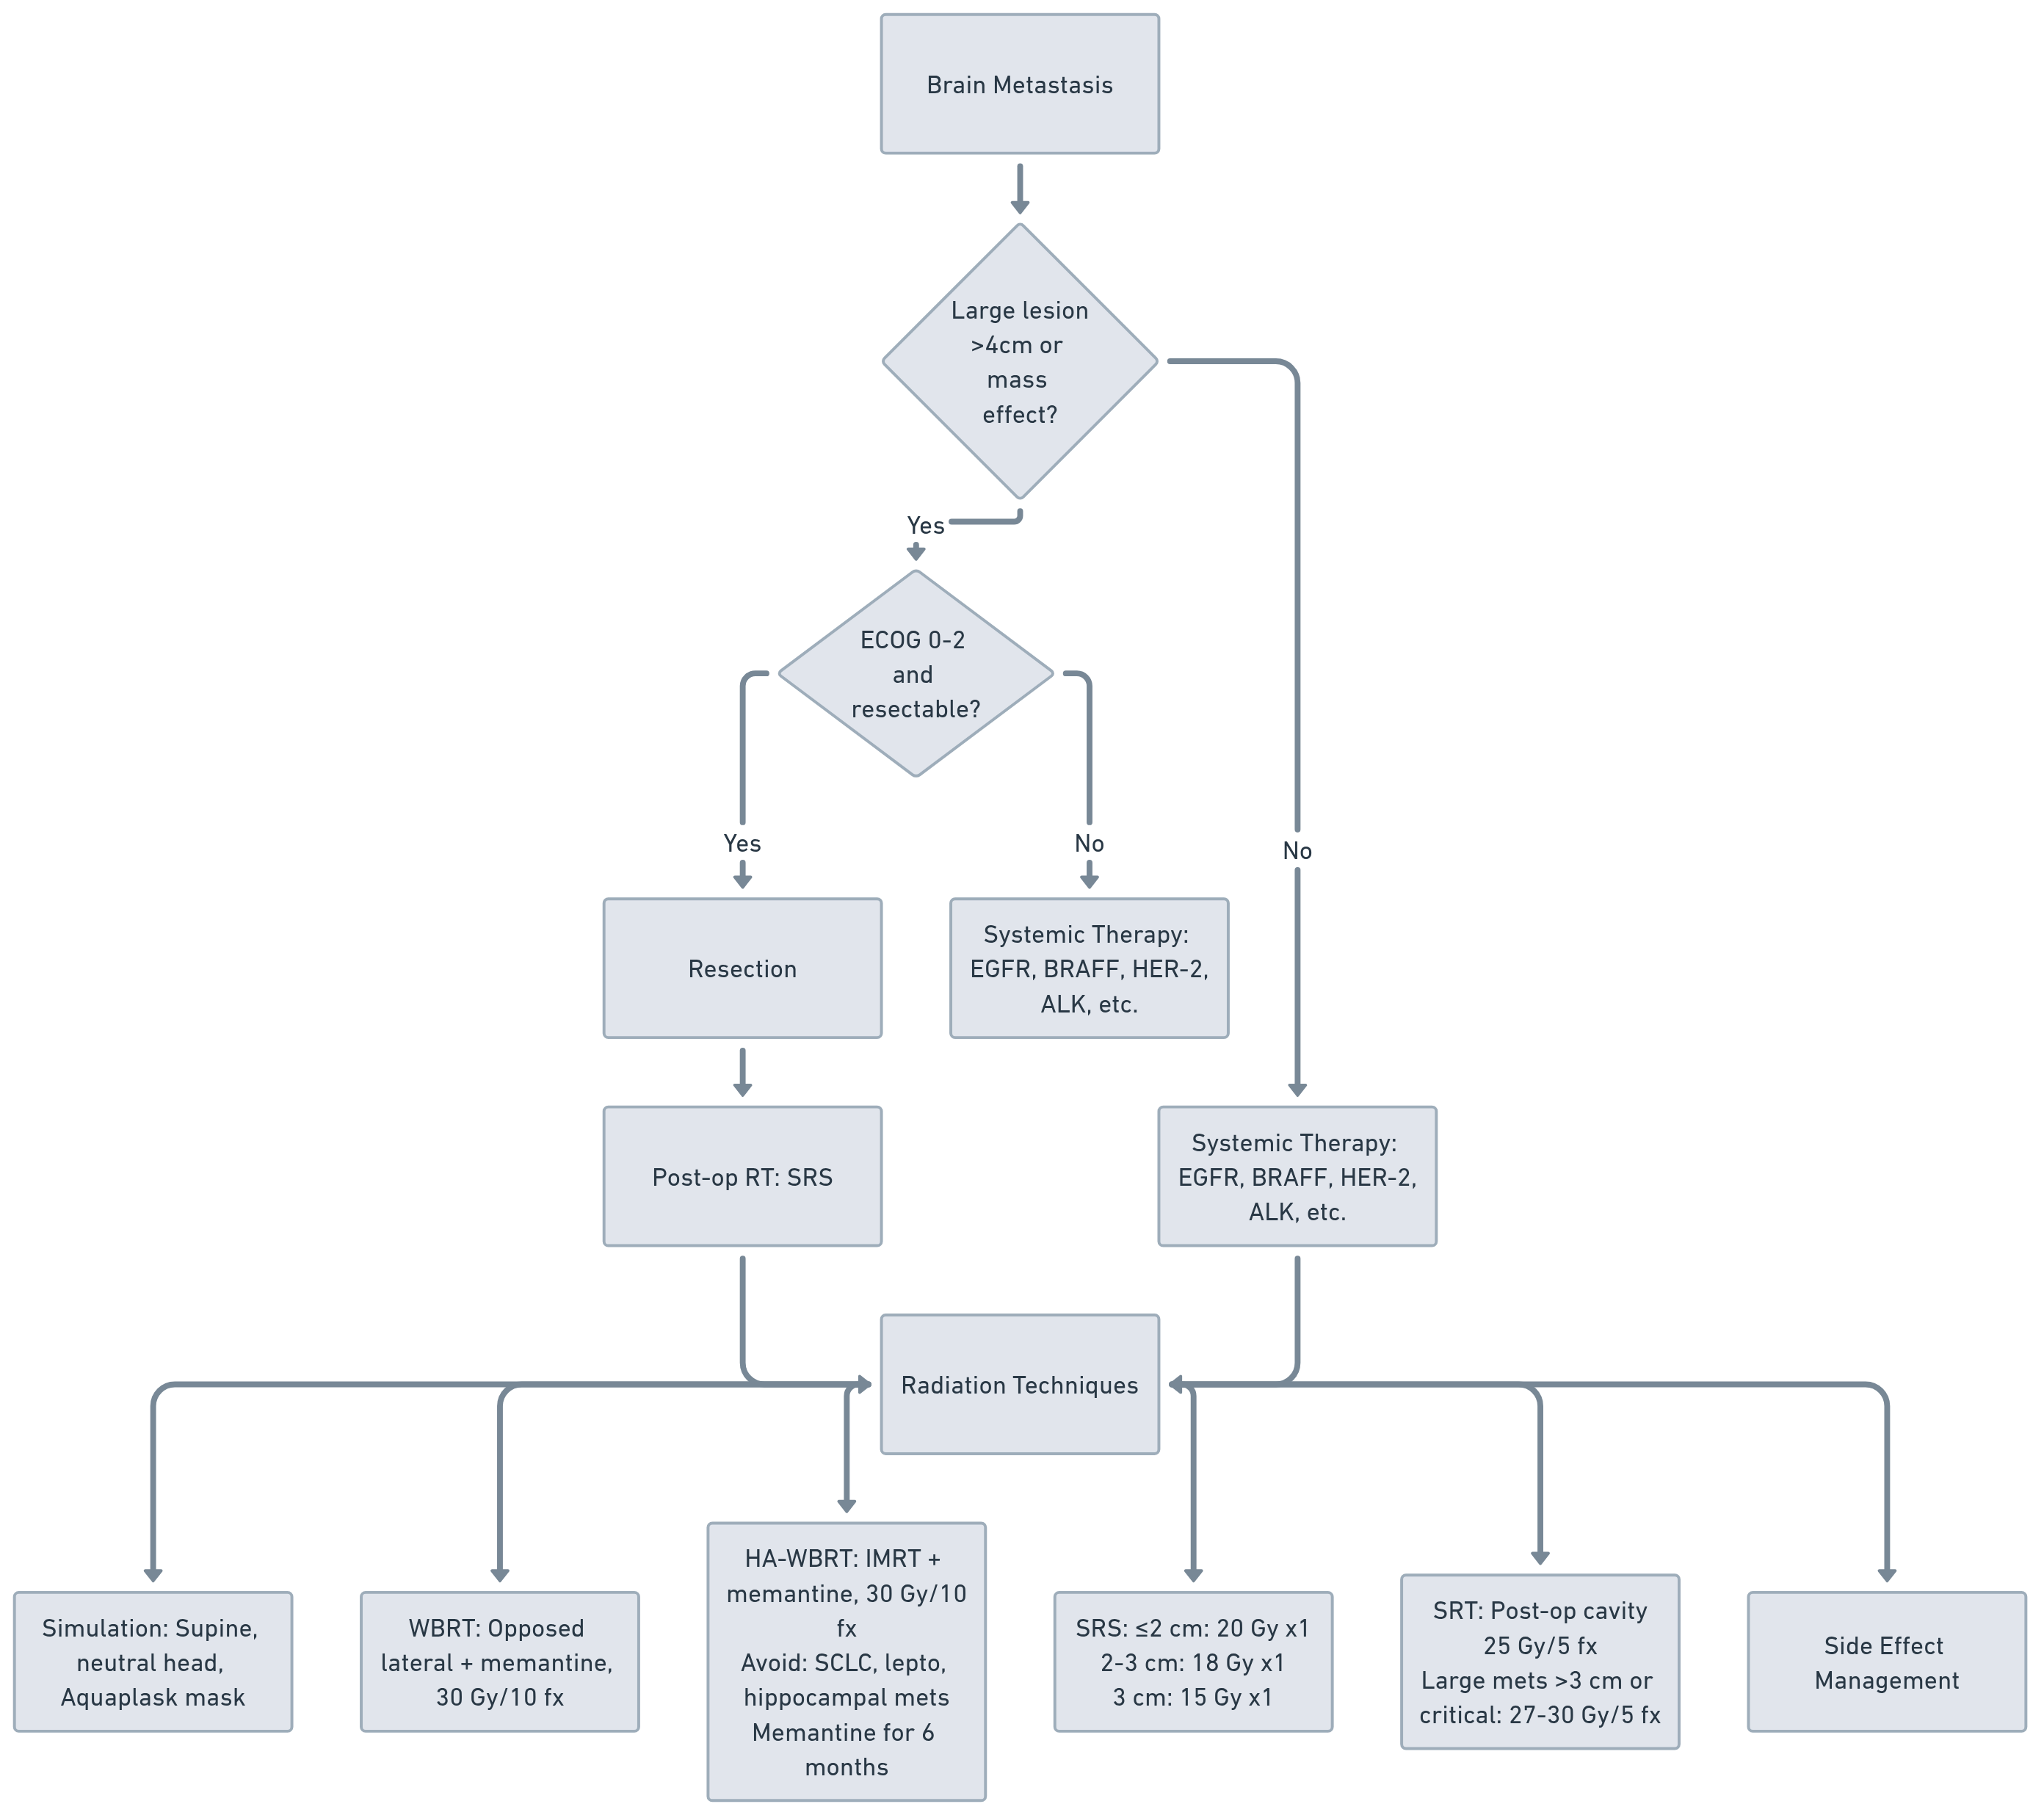 Brain Metastasis
Large lesion
>4cm or
mass
effect?
Yes
ECOG 0-2
and
resectable?
Yes
No
No
Resection
Systemic Therapy:
EGFR, BRAFF, HER-2,
ALK, etc.
Post-op RT: SRS
Systemic Therapy:
EGFR, BRAFF, HER-2,
ALK, etc.
Radiation Techniques
Simulation: Supine,
neutral head,
Aquaplask mask
WBRT: Opposed
lateral + memantine,
30 Gy/10 fx
HA-WBRT: IMRT +
memantine, 30 Gy/10
fx
Avoid: SCLC, lepto,
hippocampal mets
Memantine for 6
months
SRS: ≤2 cm: 20 Gy x1
2-3 cm: 18 Gy x1
3 cm: 15 Gy x1
SRT: Post-op cavity
25 Gy/5 fx
Large mets >3 cm or
critical: 27-30 Gy/5 fx
Side Effect
Management